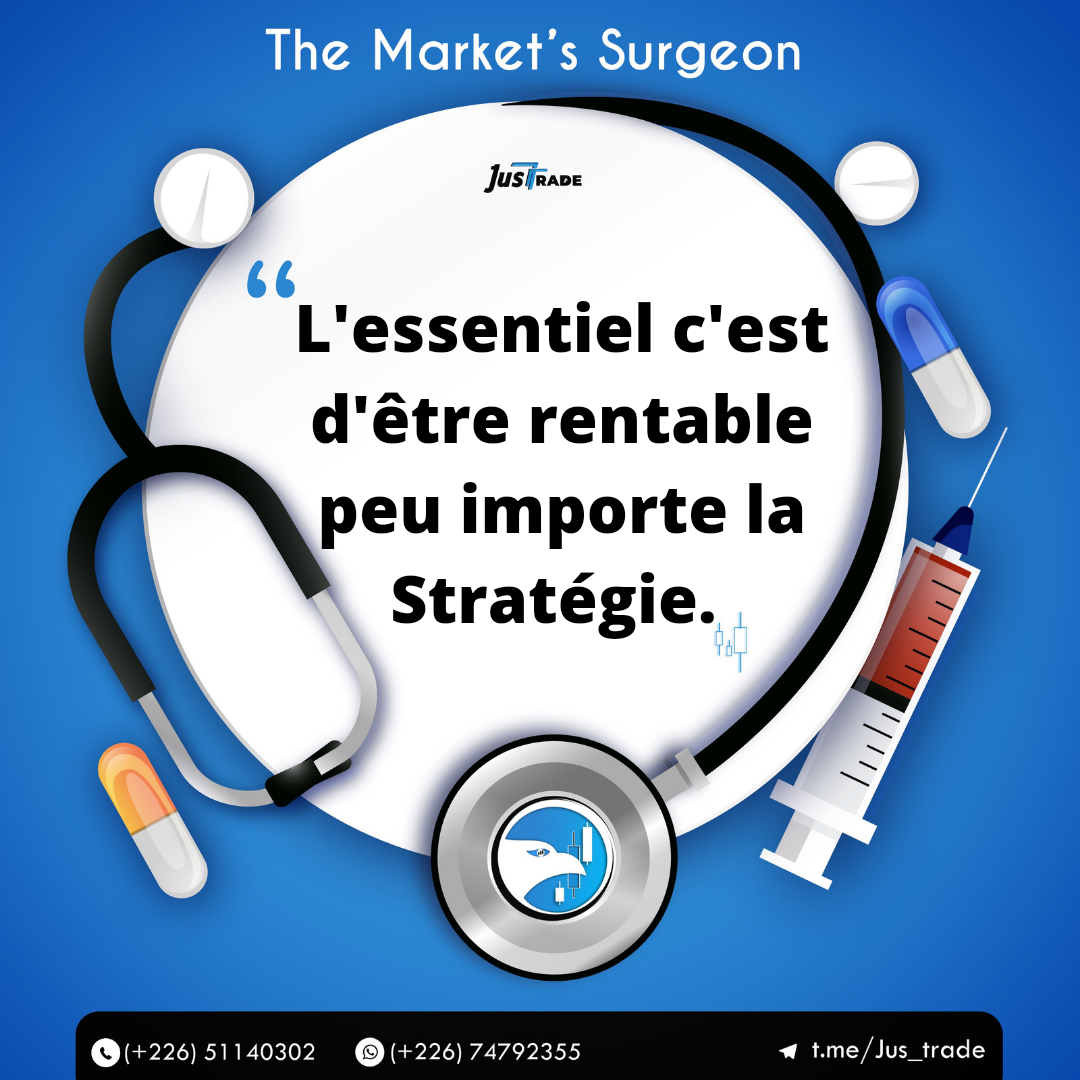 The Market's Surgeon
JusTrade
“
L'essentiel c'est
d'être rentable
peu importe la
Stratégie.
(+226) 51140302 (+226) 74792355 t.me/Jus_trade